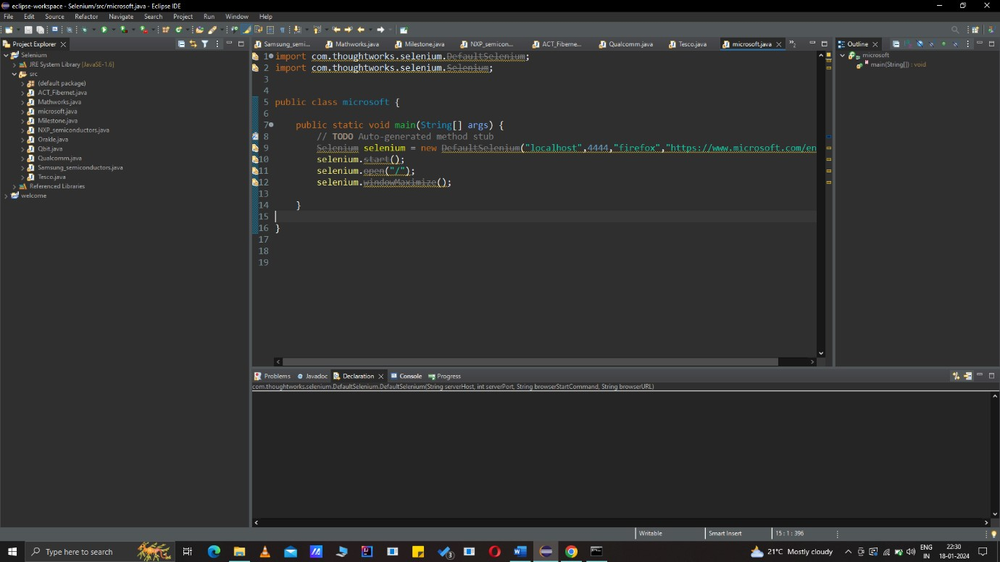 eclipse-workspace - Selenium/src/microsoft.java - Eclipse IDE
File Edit Source Refactor Navigate Search Project Run Window Help
Project Explorer
Selenium
JRE System Library [JavaSE-1.6]
src
(default package)
ACT_Fibernet.java
Mathworks.java
microsoft.java
Milestone.java
NXP_semiconductors.java
Orakle.java
Qbit.java
Qualcomm.java
Samsung_semiconductors.java
Tesco.java
Referenced Libraries
welcome
Samsung_semi... Mathworks.java Milestone.java NXP_semicon... ACT_Fiberne... Qualcomm.java Tesco.java microsoft.java
1 import com.thoughtworks.selenium.DefaultSelenium;
2 import com.thoughtworks.selenium.Selenium;
3
4
5 public class microsoft {
6
7 public static void main(String[] args) {
8 // TODO Auto-generated method stub
9 Selenium selenium = new DefaultSelenium("localhost",4444,"firefox","https://www.microsoft.com/en
10 selenium.start();
11 selenium.open("/");
12 selenium.windowMaximize();
13
14 }
15
16 }
17
18
19
Outline
microsoft
main(String[]) : void
Problems Javadoc Declaration Console Progress
com.thoughtworks.selenium.DefaultSelenium.DefaultSelenium(String serverHost, int serverPort, String browserStartCommand, String browserURL)
Writable Smart Insert 15 : 1 : 396
Type here to search
3
21°C Mostly cloudy
ENG
IN
22:30
18-01-2024